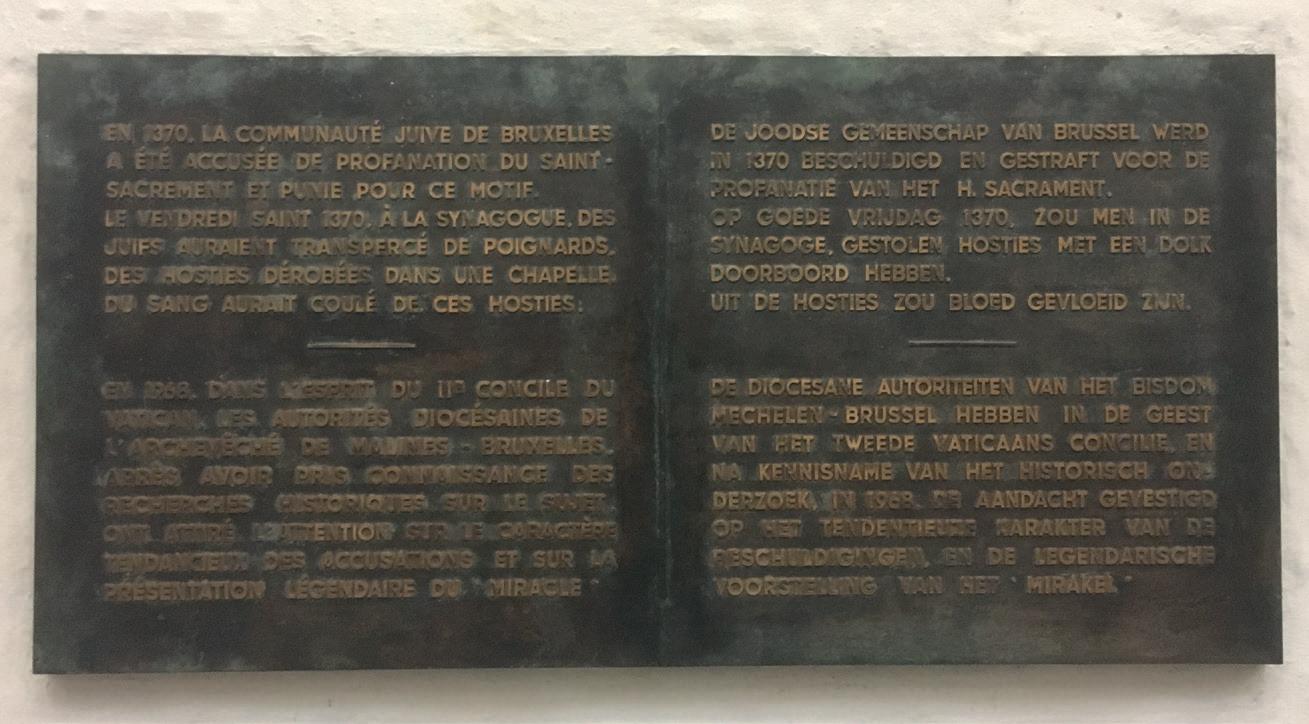 EN 1370, LA COMMUNAUTÉ JUIVE DE BRUXELLES
A ÉTÉ ACCUSÉE DE PROFANATION DU SAINT-
SACREMENT ET PUNIE POUR CE MOTIF.
LE VENDREDI SAINT 1370, À LA SYNAGOGUE, DES
JUIFS AURAIENT TRANSPERCÉ DE POIGNARDS,
DES HOSTIES DÉROBÉES DANS UNE CHAPELLE.
DU SANG AURAIT COULÉ DE CES HOSTIES.
EN 1968, DANS L'ESPRIT DU IID CONCILE DU
VATICAN, LES AUTORITÉS DIOCÉSAINES DE
L'ARCHEVÊCHÉ DE MALINES - BRUXELLES,
APRÈS AVOIR PRIS CONNAISSANCE DES
RECHERCHES HISTORIQUES SUR LE SUJET,
ONT ATTIRÉ L'ATTENTION SUR LE CARACTÈRE
TENDANCIEUX DES ACCUSATIONS ET SUR LA
PRÉSENTATION LÉGENDAIRE DU "MIRACLE"
DE JOODSE GEMEENSCHAP VAN BRUSSEL WERD
IN 1370 BESCHULDIGD EN GESTRAFT VOOR DE
PROFANATIE VAN HET H. SACRAMENT.
OP GOEDE VRIJDAG 1370, ZOU MEN IN DE
SYNAGOGE, GESTOLEN HOSTIES MET EEN DOLK
DOORBOORD HEBBEN.
UIT DE HOSTIES ZOU BLOED GEVLOEID ZIJN.
DE DIOCESANE AUTORITEITEN VAN HET BISDOM
MECHELEN - BRUSSEL HEBBEN IN DE GEEST
VAN HET TWEEDE VATICAANS CONCILIE, EN
NA KENNISNAME VAN HET HISTORISCH ON-
DERZOEK, IN 1968, DE AANDACHT GEVESTIGD
OP HET TENDENTIEUZE KARAKTER VAN DE
BESCHULDIGINGEN, EN DE LEGENDARISCHE
VOORSTELLING VAN HET "MIRAKEL"